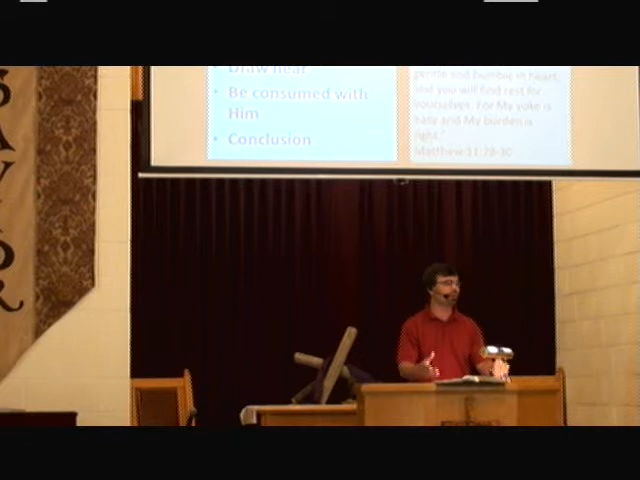 Draw near
• Be consumed with
Him
• Conclusion
gentle and humble in heart,
and you will find rest for
yourselves. For My yoke is
easy and My burden is
light."
Matthew 11:28-30